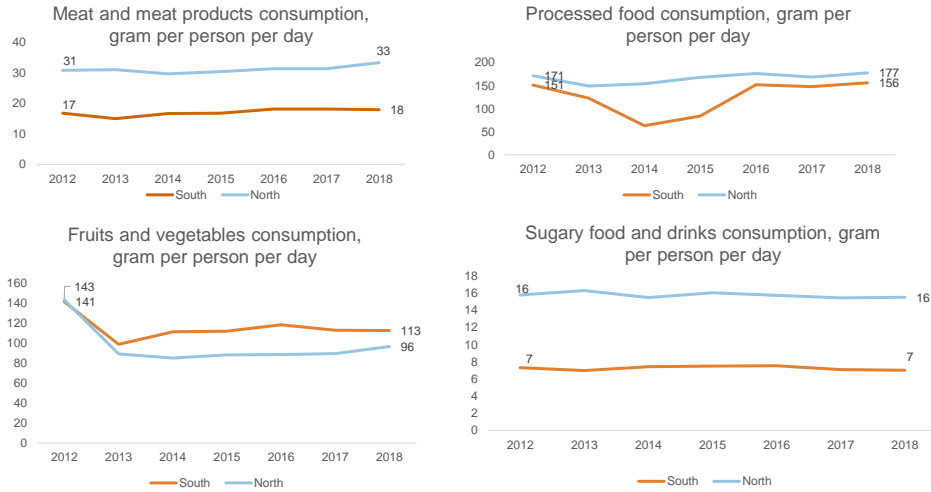 Meat and meat products consumption,
gram per person per day
40
30
20
10
0
31
33
17
18
2012 2013 2014 2015 2016 2017 2018
South North
Processed food consumption, gram per
person per day
200
150
100
50
0
171
151
177
156
2012 2013 2014 2015 2016 2017 2018
South North
Fruits and vegetables consumption,
gram per person per day
160
140
120
100
80
60
40
20
0
143
141
113
96
2012 2013 2014 2015 2016 2017 2018
South North
Sugary food and drinks consumption, gram
per person per day
18
16
14
12
10
8
6
4
2
0
16
16
7
7
2012 2013 2014 2015 2016 2017 2018
South North